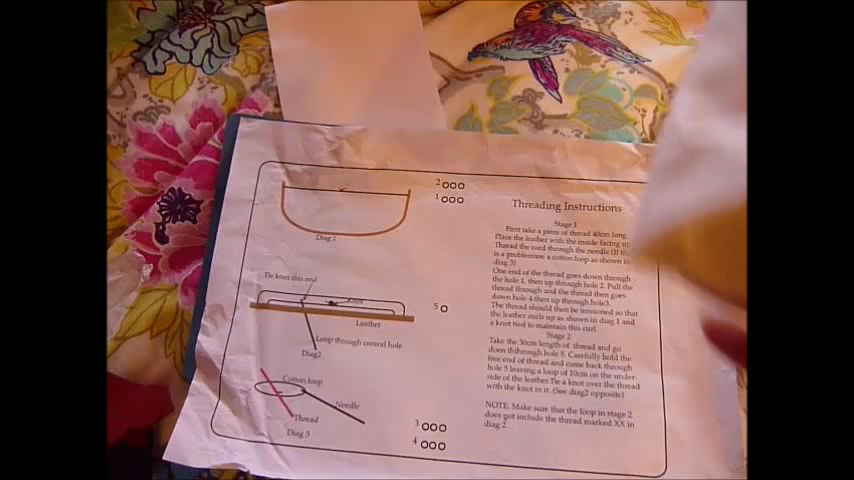 2
1
Diag 1
Tie knot this end
Knot
Leather
Loop through central hole
Diag2
Cotton loop
Needle
Thread
Diag 3
5
3
4
Threading Instructions
Stage 1
First take a piece of thread 40cm long
Place the leather with the inside facing up
Thread the cord through the needle (If
is a problem use a cotton loop as shown in
diag 3)
One end of the thread goes down through
the hole 1, then up through hole 2. Pull the
thread through and the thread then goes
down hole 4 then up through hole3.
The thread should then be tensioned so that
the leather curls up as shown in diag 1 and
a knot tied to maintain this curl.
Stage 2
Take the 30cm length of thread and go
down through hole 5. Carefully hold the
free end of thread and come back through
hole 5 leaving a loop of 10cm on the under-
side of the leather. Tie a knot over the thread
with the knot in it. (See diag2 opposite)
NOTE. Make sure that the loop in stage 2
does not include the thread marked XX in
diag 2.